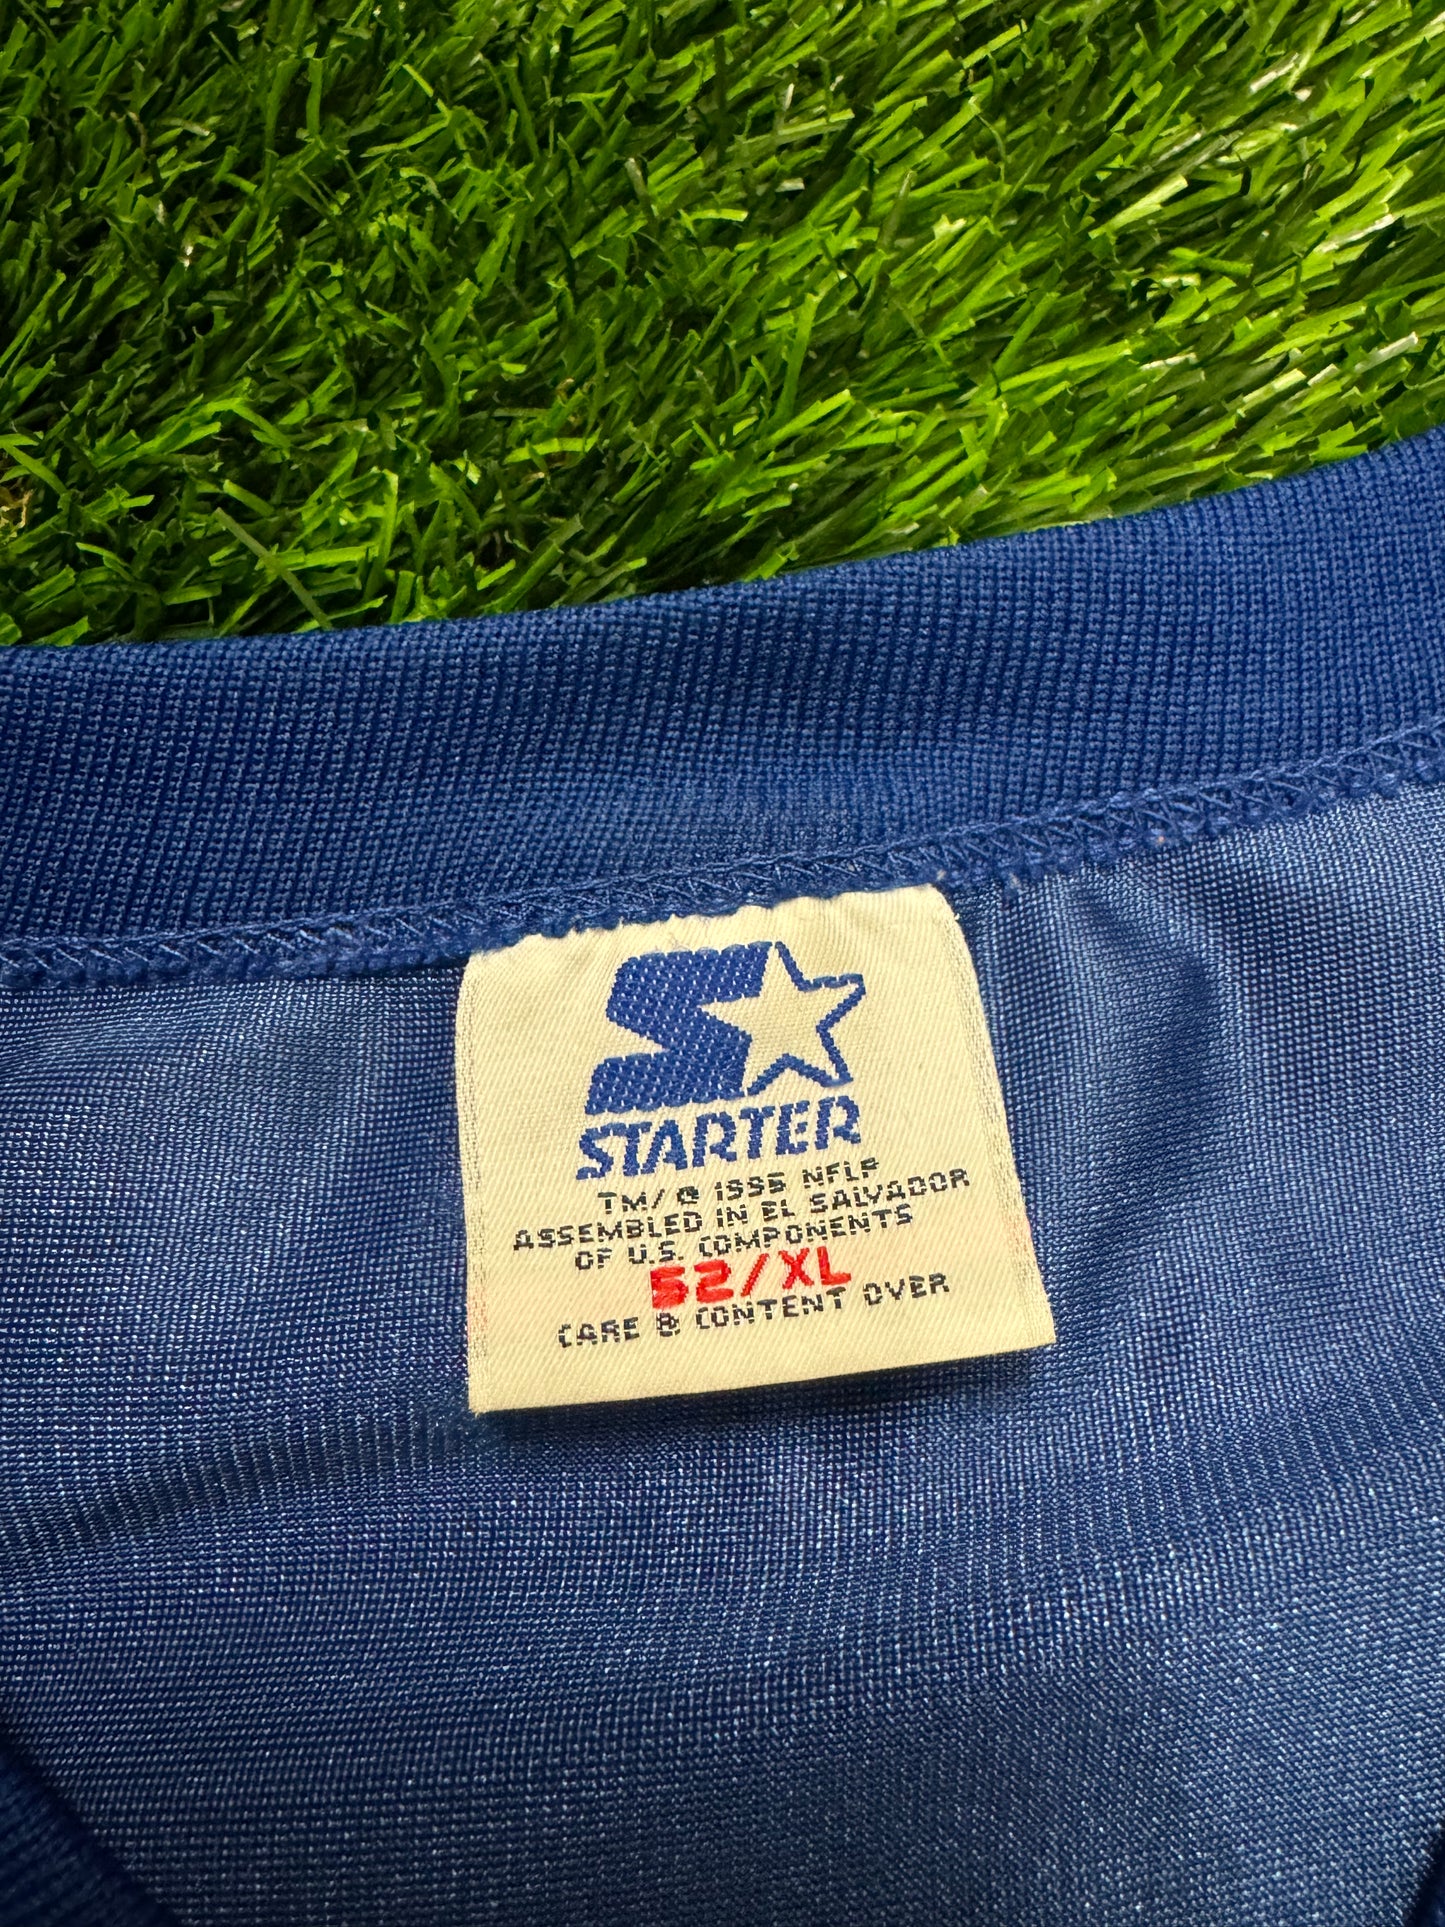 STARTER
TM/© 1995 NFLP
ASSEMBLED IN EL SALVADOR
OF U.S. COMPONENTS
52/XL
CARE & CONTENT OVER